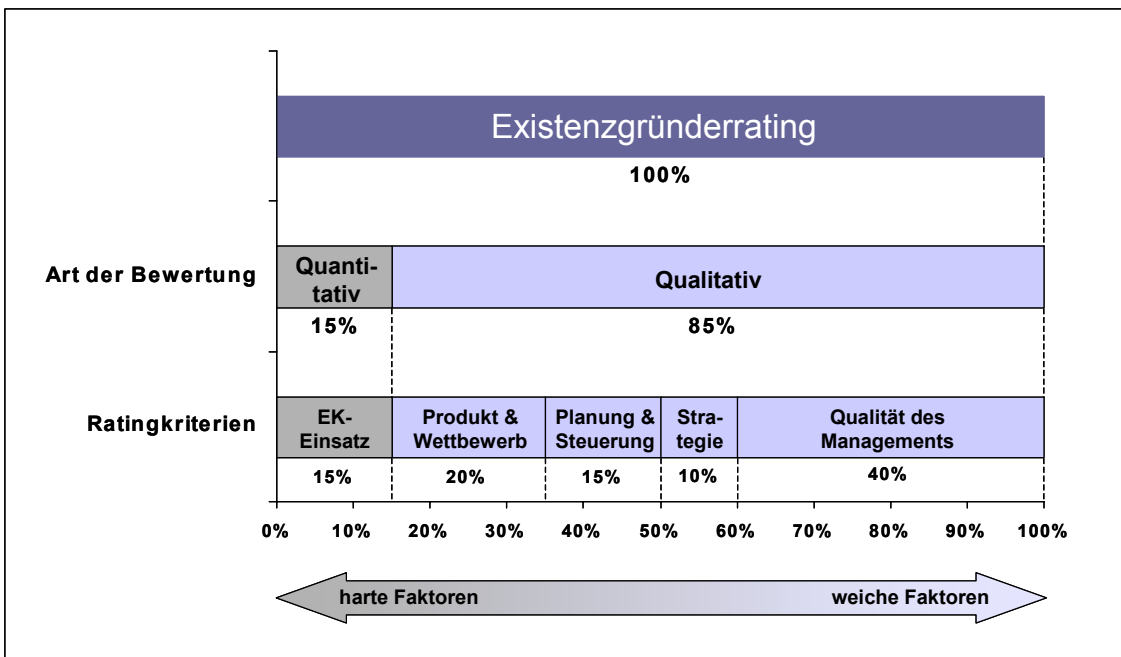 Existenzgründerrating
100%
Art der Bewertung
Quanti-
tativ
Qualitativ
15%
85%
Ratingkriterien
EK-
Einsatz
Produkt &
Wettbewerb
Planung &
Steuerung
Stra-
tegie
Qualität des
Managements
15%
20%
15%
10%
40%
0%
10%
20%
30%
40%
50%
60%
70%
80%
90%
100%
harte Faktoren
weiche Faktoren